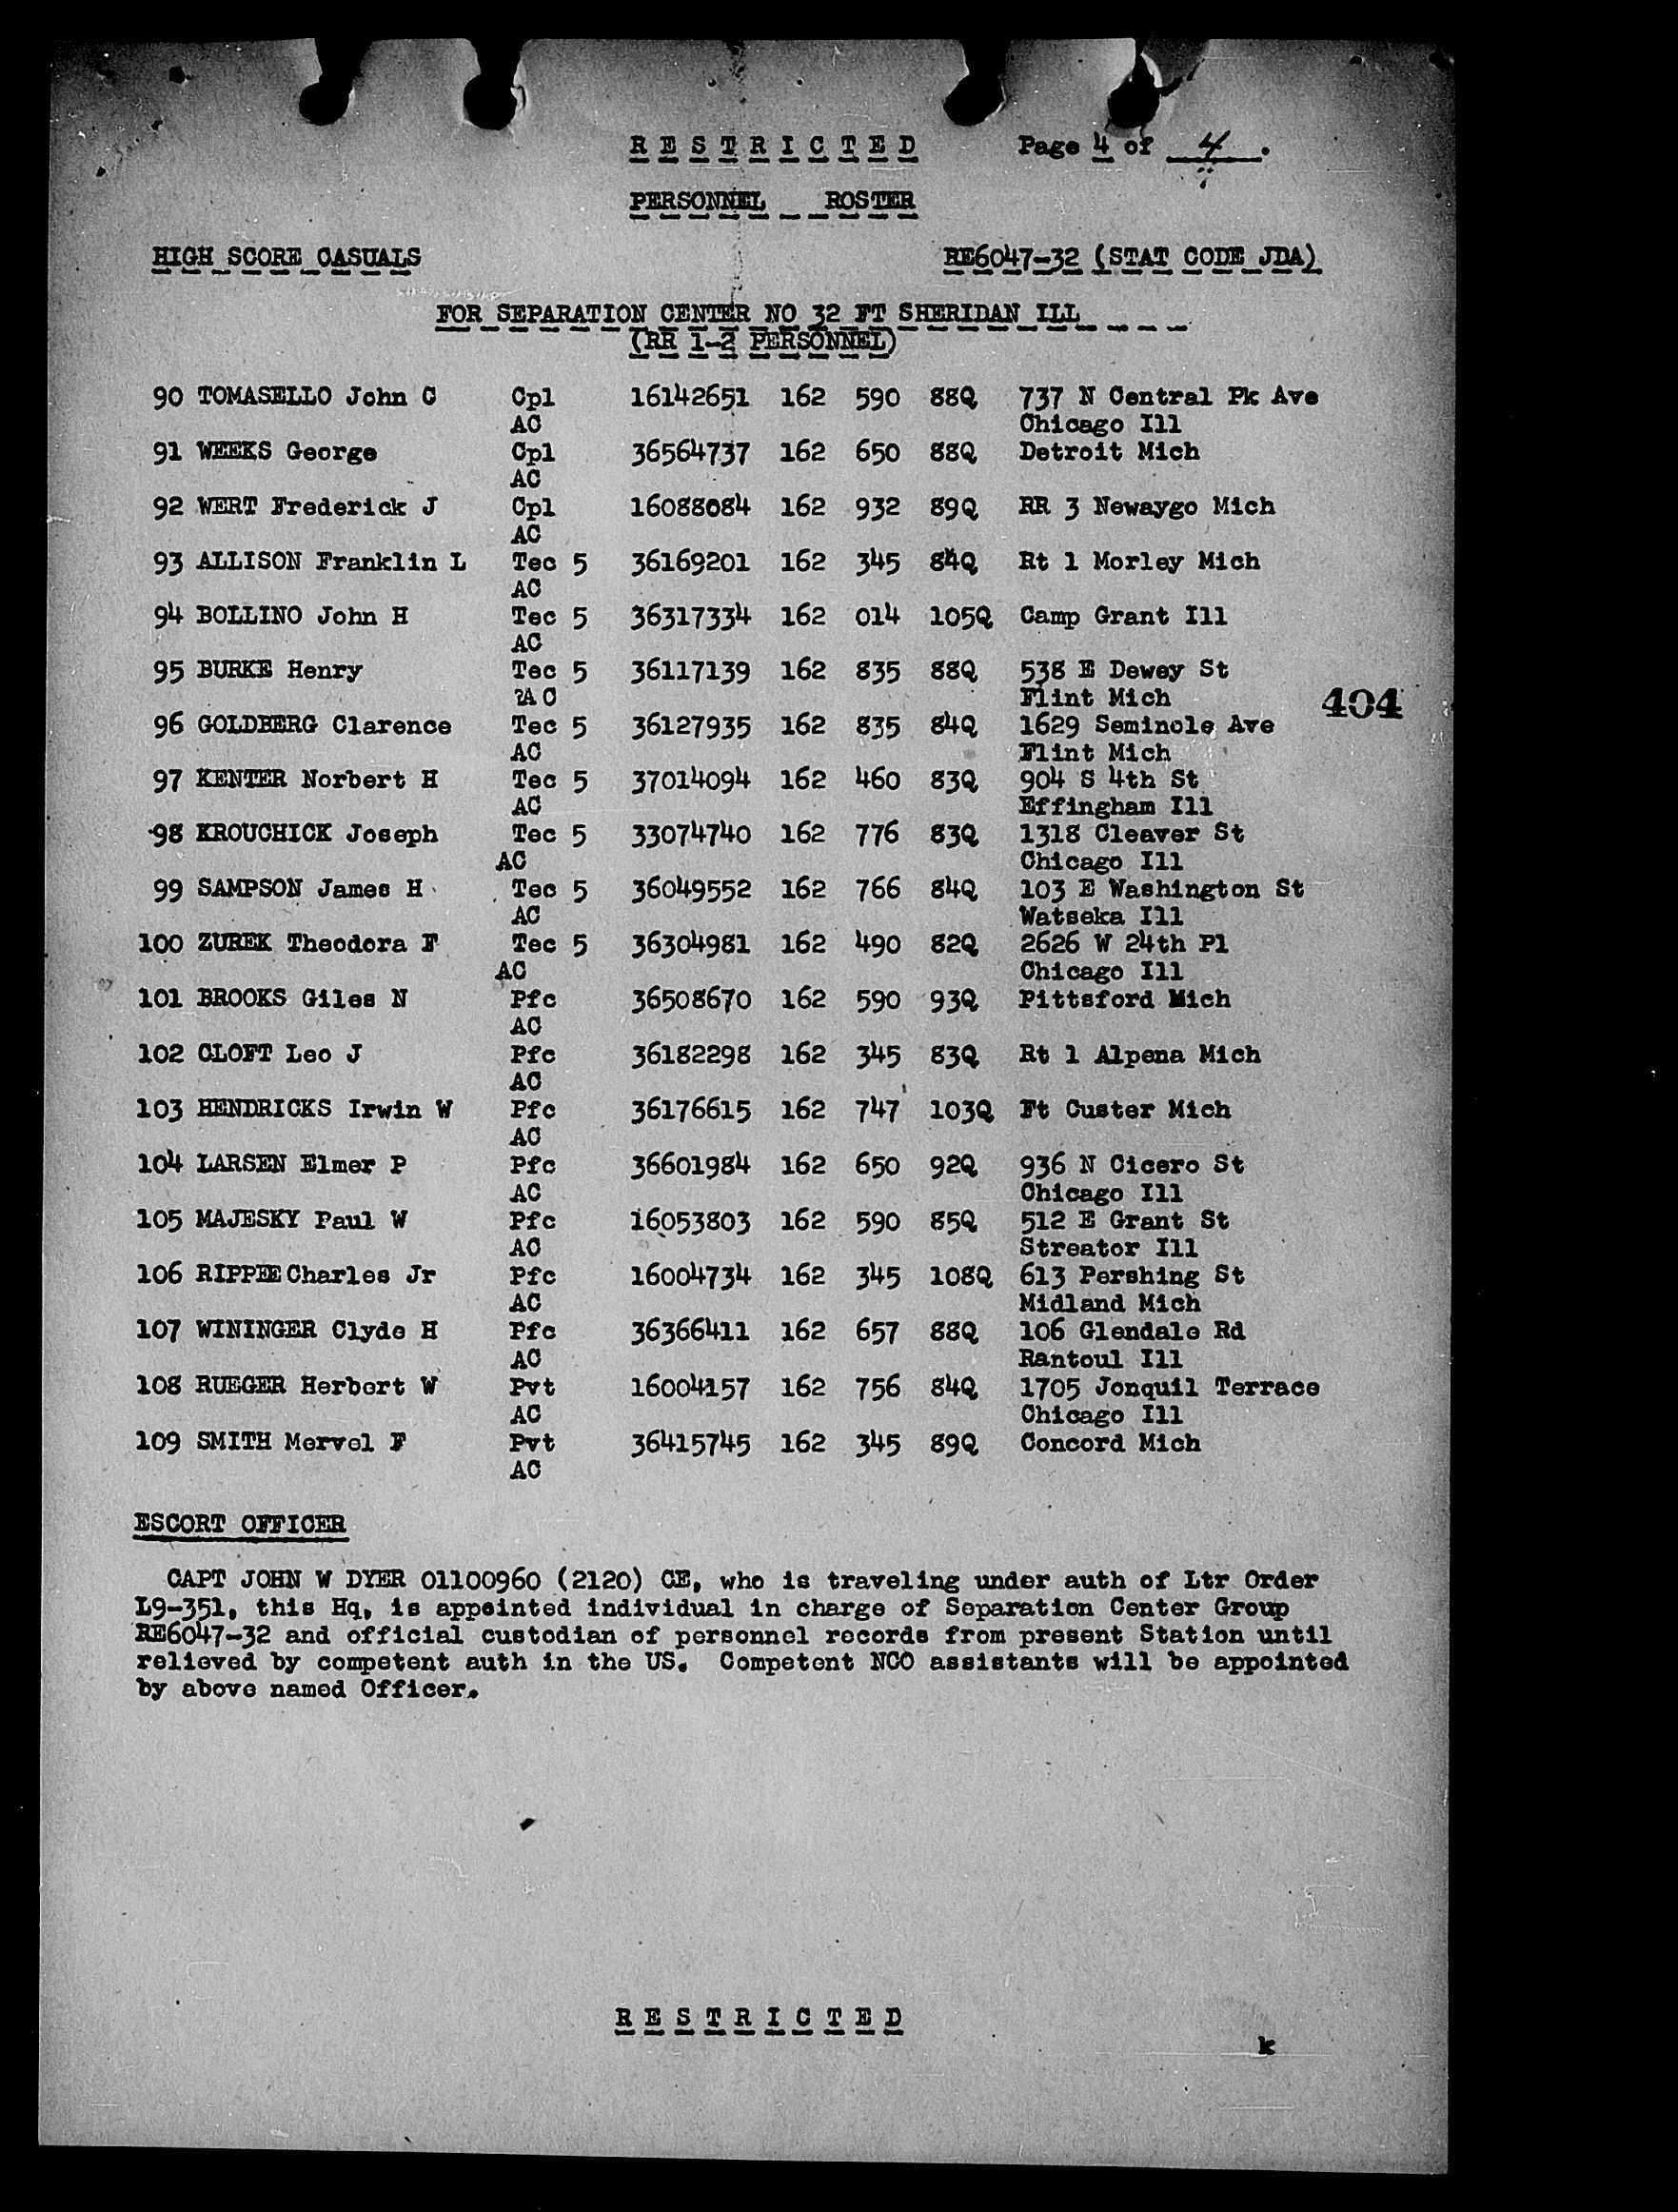 R E S T R I C T E D Page 4 of 4.
PERSONNEL ROSTER
HIGH SCORE CASUALS RE6047-32 (STAT CODE JDA)
FOR SEPARATION CENTER NO 32 FT SHERIDAN ILL
(RR 1-2 PERSONNEL)
90 TOMASELLO John C Cpl 16142651 162 590 88Q 737 N Central Pk Ave
AC Chicago Ill
91 WEEKS George Cpl 36564737 162 650 88Q Detroit Mich
AC
92 WERT Frederick J Cpl 16088084 162 932 89Q RR 3 Newaygo Mich
AC
93 ALLISON Franklin L Tec 5 36169201 162 345 84Q Rt 1 Morley Mich
AC
94 BOLLINO John H Tec 5 36317334 162 014 105Q Camp Grant Ill
AC
95 BURKE Henry Tec 5 36117139 162 835 88Q 538 E Dewey St
AC Flint Mich 404
96 GOLDBERG Clarence Tec 5 36127935 162 835 84Q 1629 Seminole Ave
AC Flint Mich
97 KENTER Norbert H Tec 5 37014094 162 460 83Q 904 S 4th St
AC Effingham Ill
98 KROUCHICK Joseph Tec 5 33074740 162 776 83Q 1318 Cleaver St
AC Chicago Ill
99 SAMPSON James H Tec 5 36049552 162 766 84Q 103 E Washington St
AC Watseka Ill
100 ZUREK Theodora F Tec 5 36304981 162 490 82Q 2626 W 24th Pl
AC Chicago Ill
101 BROOKS Giles N Pfc 36508670 162 590 93Q Pittsford Mich
AC
102 CLOFT Leo J Pfc 36182298 162 345 83Q Rt 1 Alpena Mich
AC
103 HENDRICKS Irwin W Pfc 36176615 162 747 103Q Ft Custer Mich
AC
104 LARSEN Elmer P Pfc 36601984 162 650 92Q 936 N Cicero St
AC Chicago Ill
105 MAJESKY Paul W Pfc 16053803 162 590 85Q 512 E Grant St
AC Streator Ill
106 RIPPEE Charles Jr Pfc 16004734 162 345 108Q 613 Pershing St
AC Midland Mich
107 WININGER Clyde H Pfc 36366411 162 657 88Q 106 Glendale Rd
AC Rantoul Ill
108 RUEGER Herbert W Pvt 16004157 162 756 84Q 1705 Jonquil Terrace
AC Chicago Ill
109 SMITH Mervel F Pvt 36415745 162 345 89Q Concord Mich
AC
ESCORT OFFICER
CAPT JOHN W DYER 01100960 (2120) CE, who is traveling under auth of Ltr Order
L9-351, this Hq, is appointed individual in charge of Separation Center Group
RE6047-32 and official custodian of personnel records from present Station until
relieved by competent auth in the US. Competent NCO assistants will be appointed
by above named Officer.
R E S T R I C T E D
k